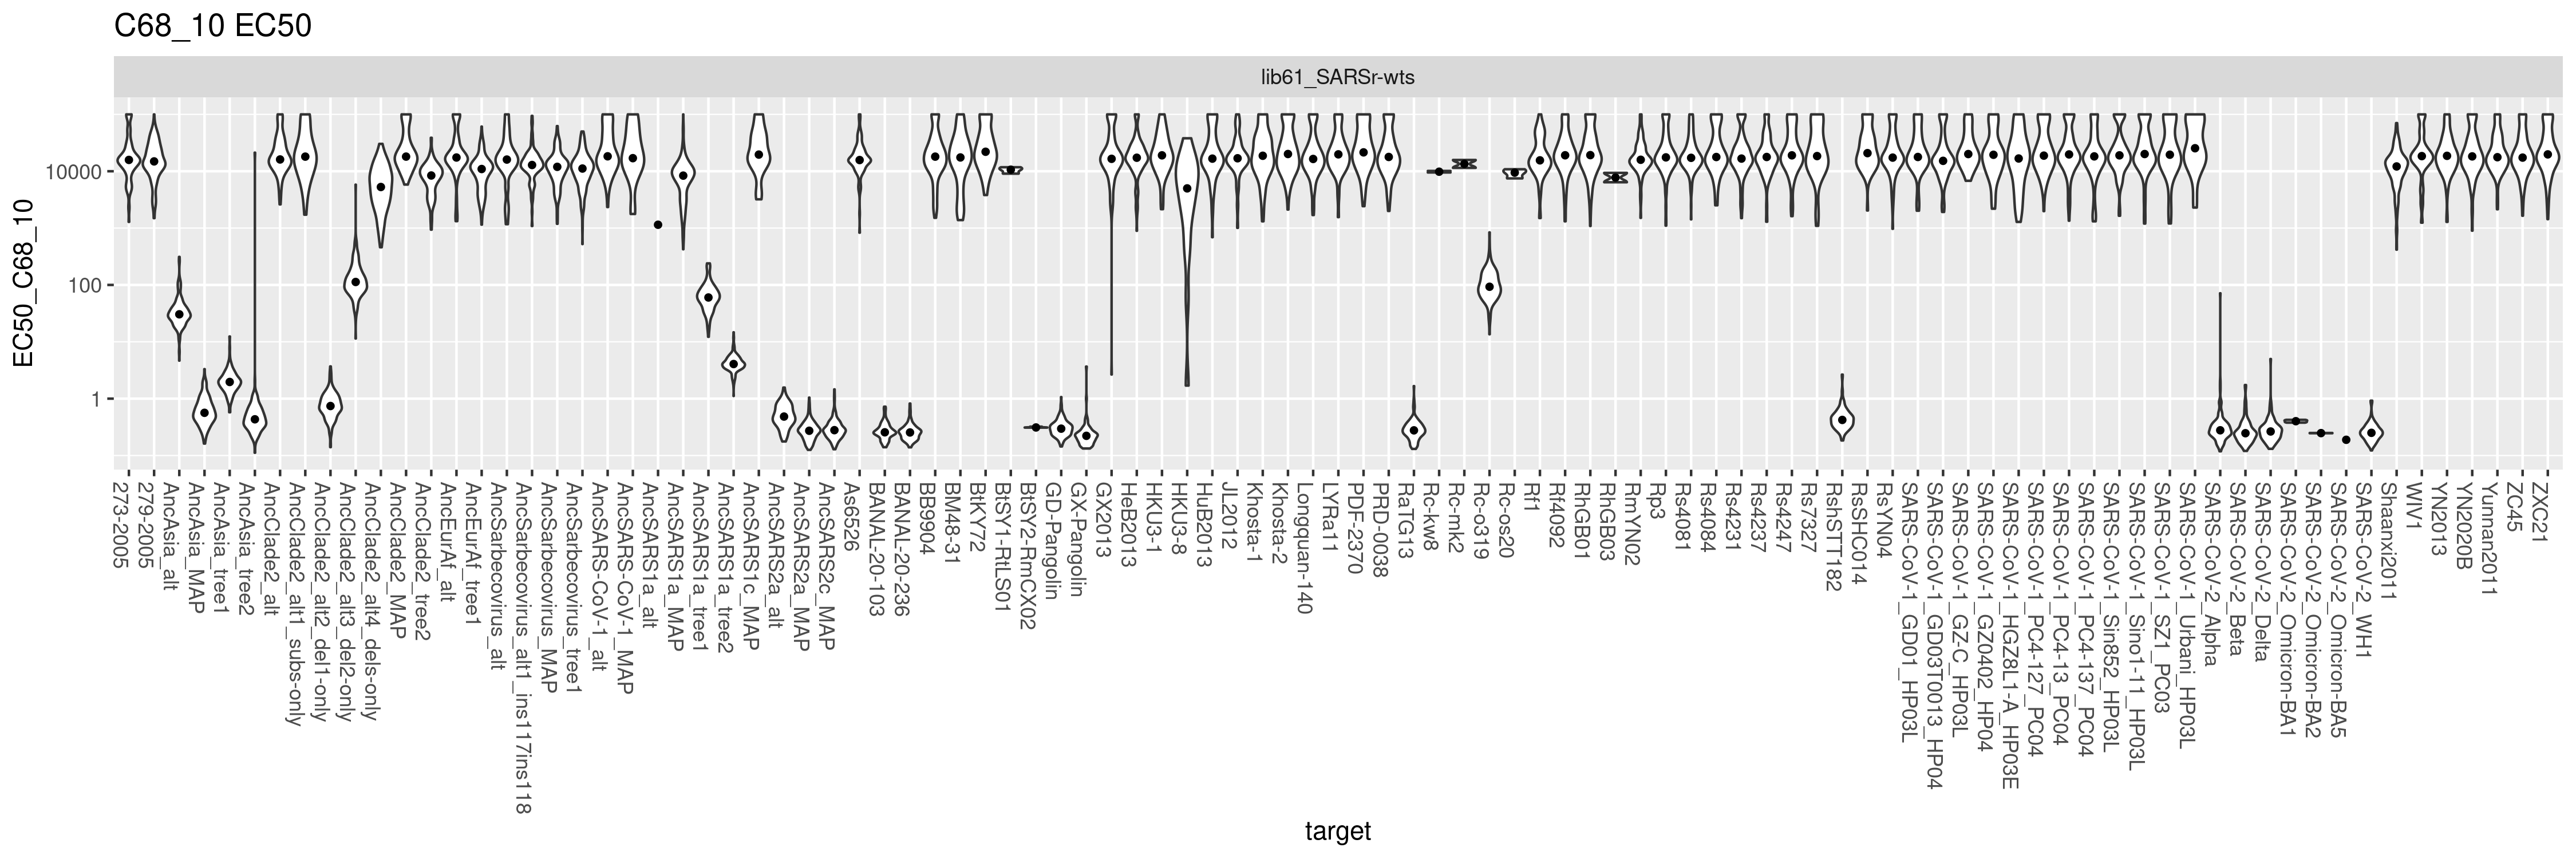 C68_10 EC50
lib61_SARSr-wts
EC50_C68_10
10000
100
1
273-2005
279-2005
AncAsia_alt
AncAsia_MAP
AncAsia_tree1
AncAsia_tree2
AncClade2_alt
AncClade2_alt1_subs-only
AncClade2_alt2_del1-only
AncClade2_alt3_del2-only
AncClade2_alt4_dels-only
AncClade2_MAP
AncClade2_tree2
AncEurAf_alt
AncEurAf_tree1
AncSarbecovirus_alt
AncSarbecovirus_alt1_ins117ins118
AncSarbecovirus_MAP
AncSarbecovirus_tree1
AncSARS-CoV-1_alt
AncSARS-CoV-1_MAP
AncSARS1a_alt
AncSARS1a_MAP
AncSARS1a_tree1
AncSARS1a_tree2
AncSARS1c_MAP
AncSARS2a_alt
AncSARS2a_MAP
AncSARS2c_MAP
As6526
BANAL-20-103
BANAL-20-236
BB9904
BM48-31
BtKY72
BtSY1-RtLS01
BtSY2-RmCX02
GD-Pangolin
GX-Pangolin
GX2013
HeB2013
HKU3-1
HKU3-8
HuB2013
JL2012
Khosta-1
Khosta-2
Longquan-140
LYRa11
PDF-2370
PRD-0038
RaTG13
Rc-kw8
Rc-mk2
Rc-o319
Rc-os20
Rf1
Rf4092
RhGB01
RhGB03
RmYN02
Rp3
Rs4081
Rs4084
Rs4231
Rs4237
Rs4247
Rs7327
RshSTT182
RsSHC014
RsYN04
SARS-CoV-1_GD01_HP03L
SARS-CoV-1_GD03T0013_HP04
SARS-CoV-1_GZ-C_HP03L
SARS-CoV-1_GZ0402_HP04
SARS-CoV-1_HGZ8L1-A_HP03E
SARS-CoV-1_PC4-127_PC04
SARS-CoV-1_PC4-13_PC04
SARS-CoV-1_PC4-137_PC04
SARS-CoV-1_Sin852_HP03L
SARS-CoV-1_Sino1-11_HP03L
SARS-CoV-1_SZ1_PC03
SARS-CoV-1_Urbani_HP03L
SARS-CoV-2_Alpha
SARS-CoV-2_Beta
SARS-CoV-2_Delta
SARS-CoV-2_Omicron-BA1
SARS-CoV-2_Omicron-BA2
SARS-CoV-2_Omicron-BA5
SARS-CoV-2_WH1
Shaanxi2011
WIV1
YN2013
YN2020B
Yunnan2011
ZC45
ZXC21
target